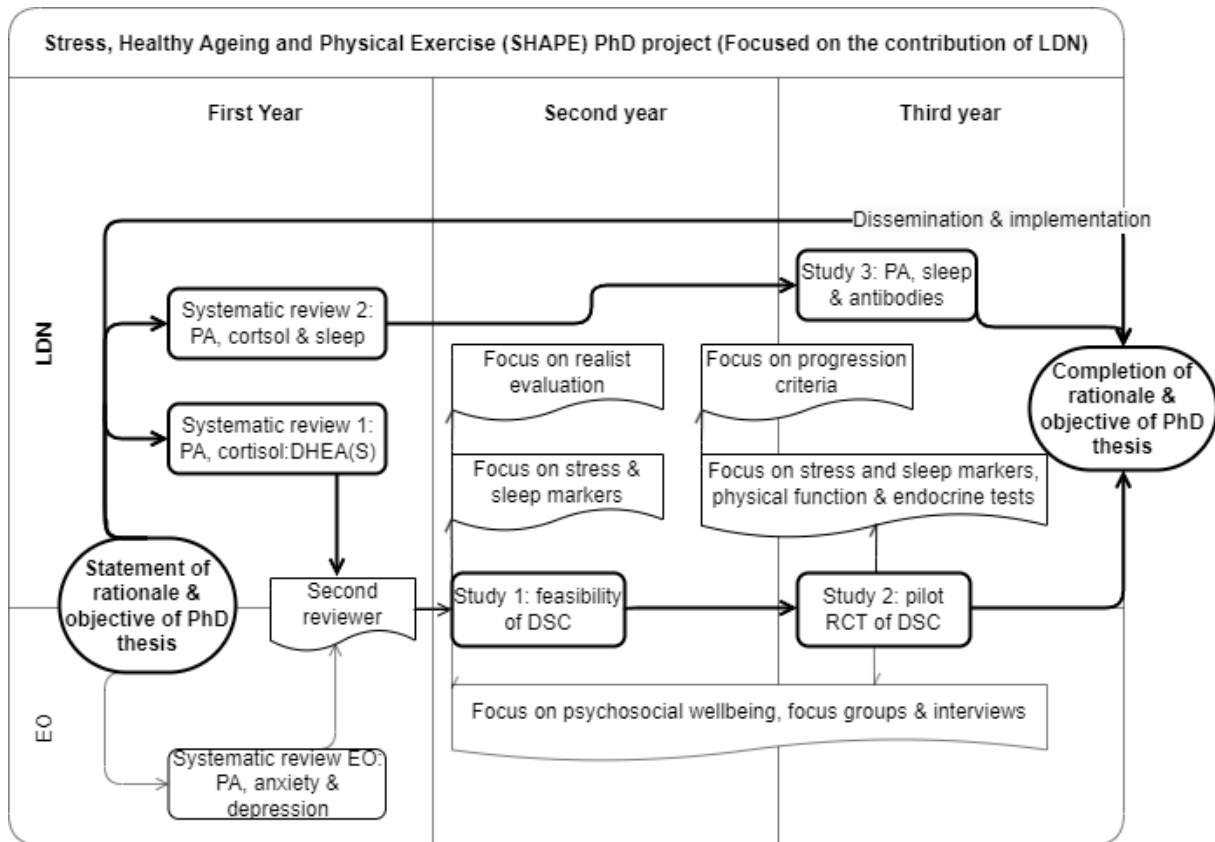 Stress, Healthy Ageing and Physical Exercise (SHAPE) PhD project (Focused on the contribution of LDN)
First Year
Second year
Third year
LDN
Dissemination & implementation
Systematic review 2:
PA, cortsol & sleep
Study 3: PA, sleep
& antibodies
Focus on realist
evaluation
Focus on progression
criteria
Completion of
rationale &
objective of PhD
thesis
Systematic review 1:
PA, cortisol:DHEA(S)
Focus on stress &
sleep markers
Focus on stress and sleep markers,
physical function & endocrine tests
Statement of
rationale &
objective of PhD
thesis
Second
reviewer
Study 1: feasibility
of DSC
Study 2: pilot
RCT of DSC
EO
Focus on psychosocial wellbeing, focus groups & interviews
Systematic review EO:
PA, anxiety &
depression